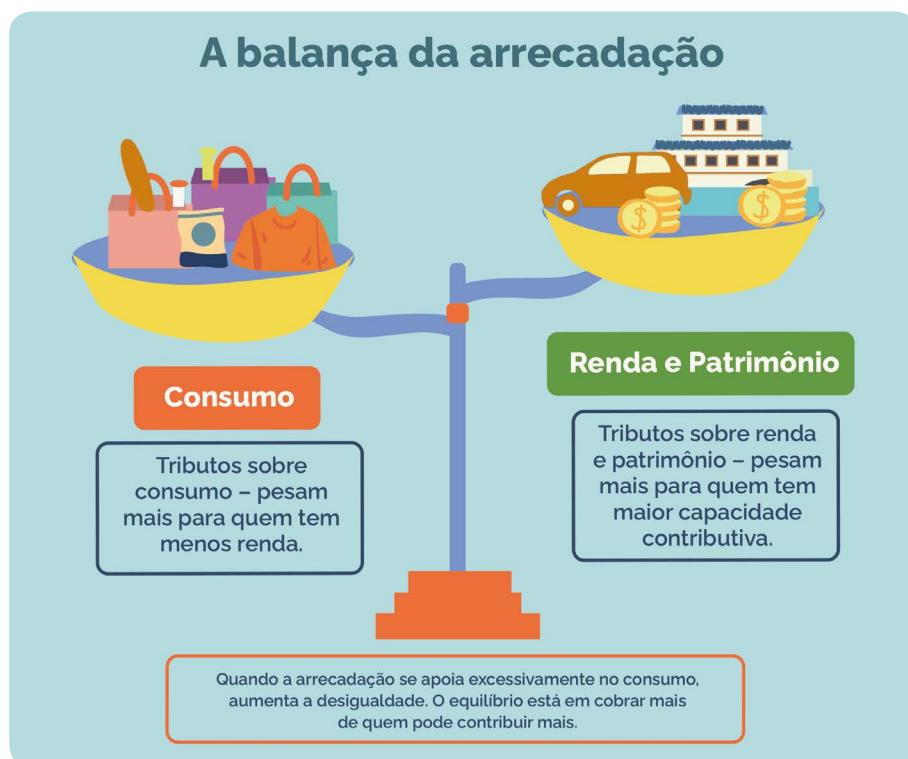 A balança da arrecadação
Consumo
Tributos sobre
consumo – pesam
mais para quem tem
menos renda.
Renda e Patrimônio
Tributos sobre renda
e patrimônio – pesam
mais para quem tem
maior capacidade
contributiva.
Quando a arrecadação se apoia excessivamente no consumo,
aumenta a desigualdade. O equilíbrio está em cobrar mais
de quem pode contribuir mais.